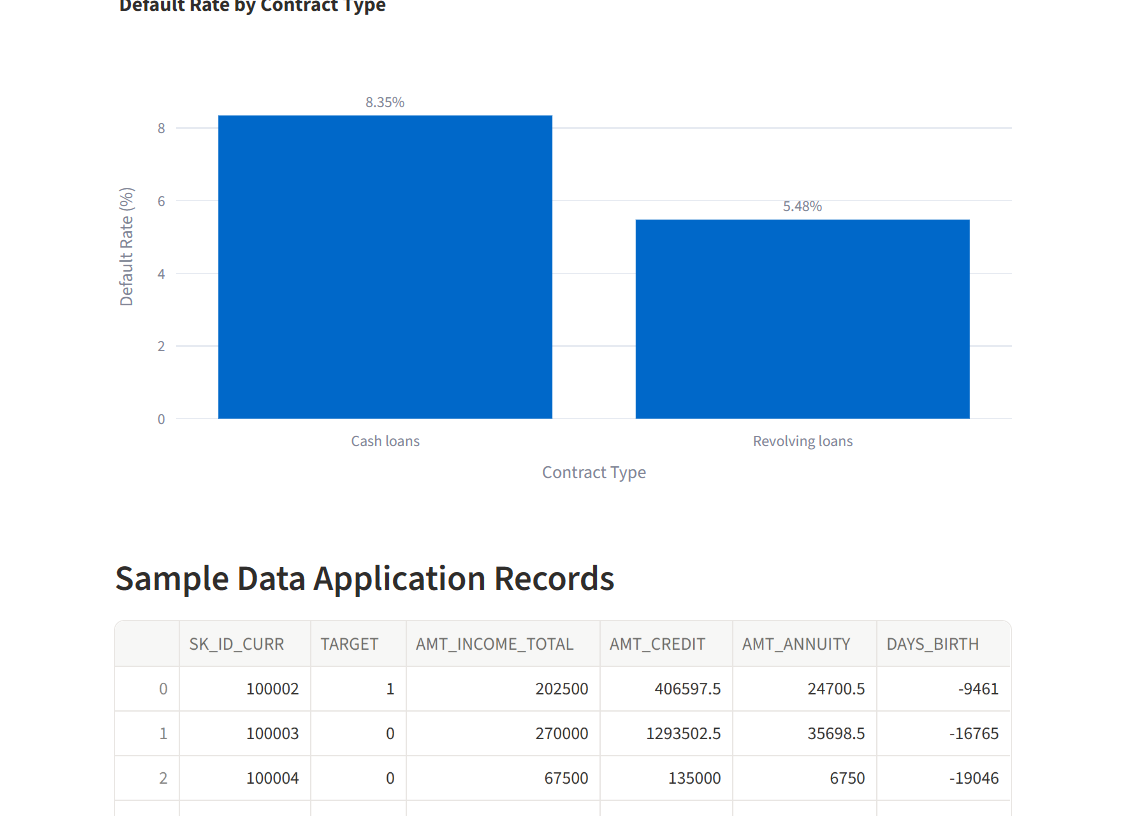 Default Rate by Contract Type
8.35%
8
6
5.48%
4
2
0
Default Rate (%)
Cash loans Revolving loans
Contract Type
Sample Data Application Records
SK_ID_CURR TARGET AMT_INCOME_TOTAL AMT_CREDIT AMT_ANNUITY DAYS_BIRTH
0 100002 1 202500 406597.5 24700.5 -9461
1 100003 0 270000 1293502.5 35698.5 -16765
2 100004 0 67500 135000 6750 -19046